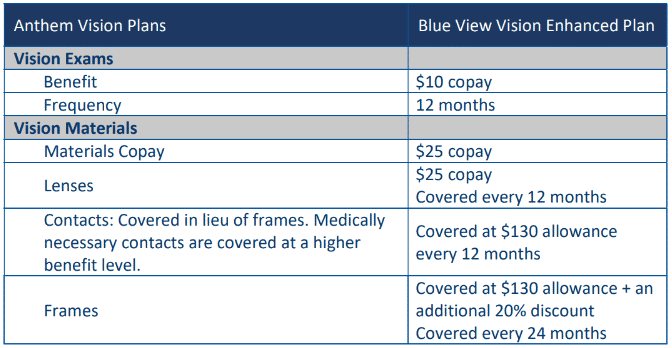 Anthem Vision Plans Blue View Vision Enhanced Plan
Vision Exams
Benefit $10 copay
Frequency 12 months
Vision Materials
Materials Copay $25 copay
Lenses
$25 copay
Covered every 12 months
Contacts: Covered in lieu of frames. Medically
necessary contacts are covered at a higher
benefit level.
Covered at $130 allowance
every 12 months
Frames
Covered at $130 allowance + an
additional 20% discount
Covered every 24 months